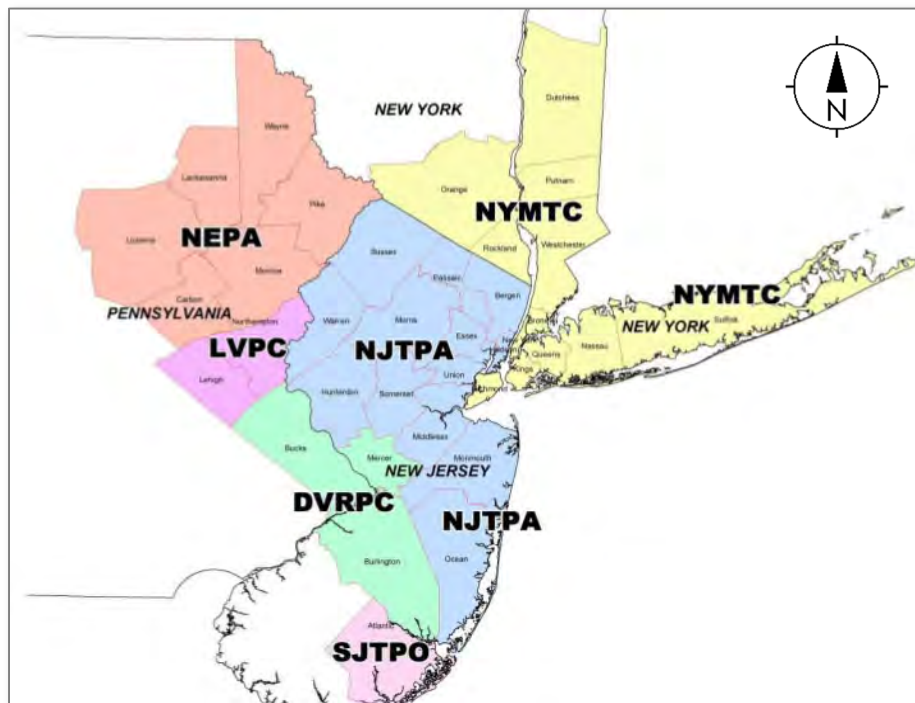 Dutchess
Wayne
NEW YORK
Lackawanna
Putnam
Orange
Pike
NYMTC
Luzerne
NEPA
Rockland
Westchester
Sussex
Monroe
Passaic
NYMTC
Bergen
Carbon
PENNSYLVANIA
Northampton
Warren
Morris
NEW YORK
Suffolk
Essex
LVPC
NJTPA
Queens
Nassau
Kings
Union
Lehigh
Hunterdon
Somerset
Richmond
Middlesex
Bucks
Mercer
Monmouth
NEW JERSEY
DVRPC
NJTPA
Ocean
Burlington
Atlantic
SJTPO
N